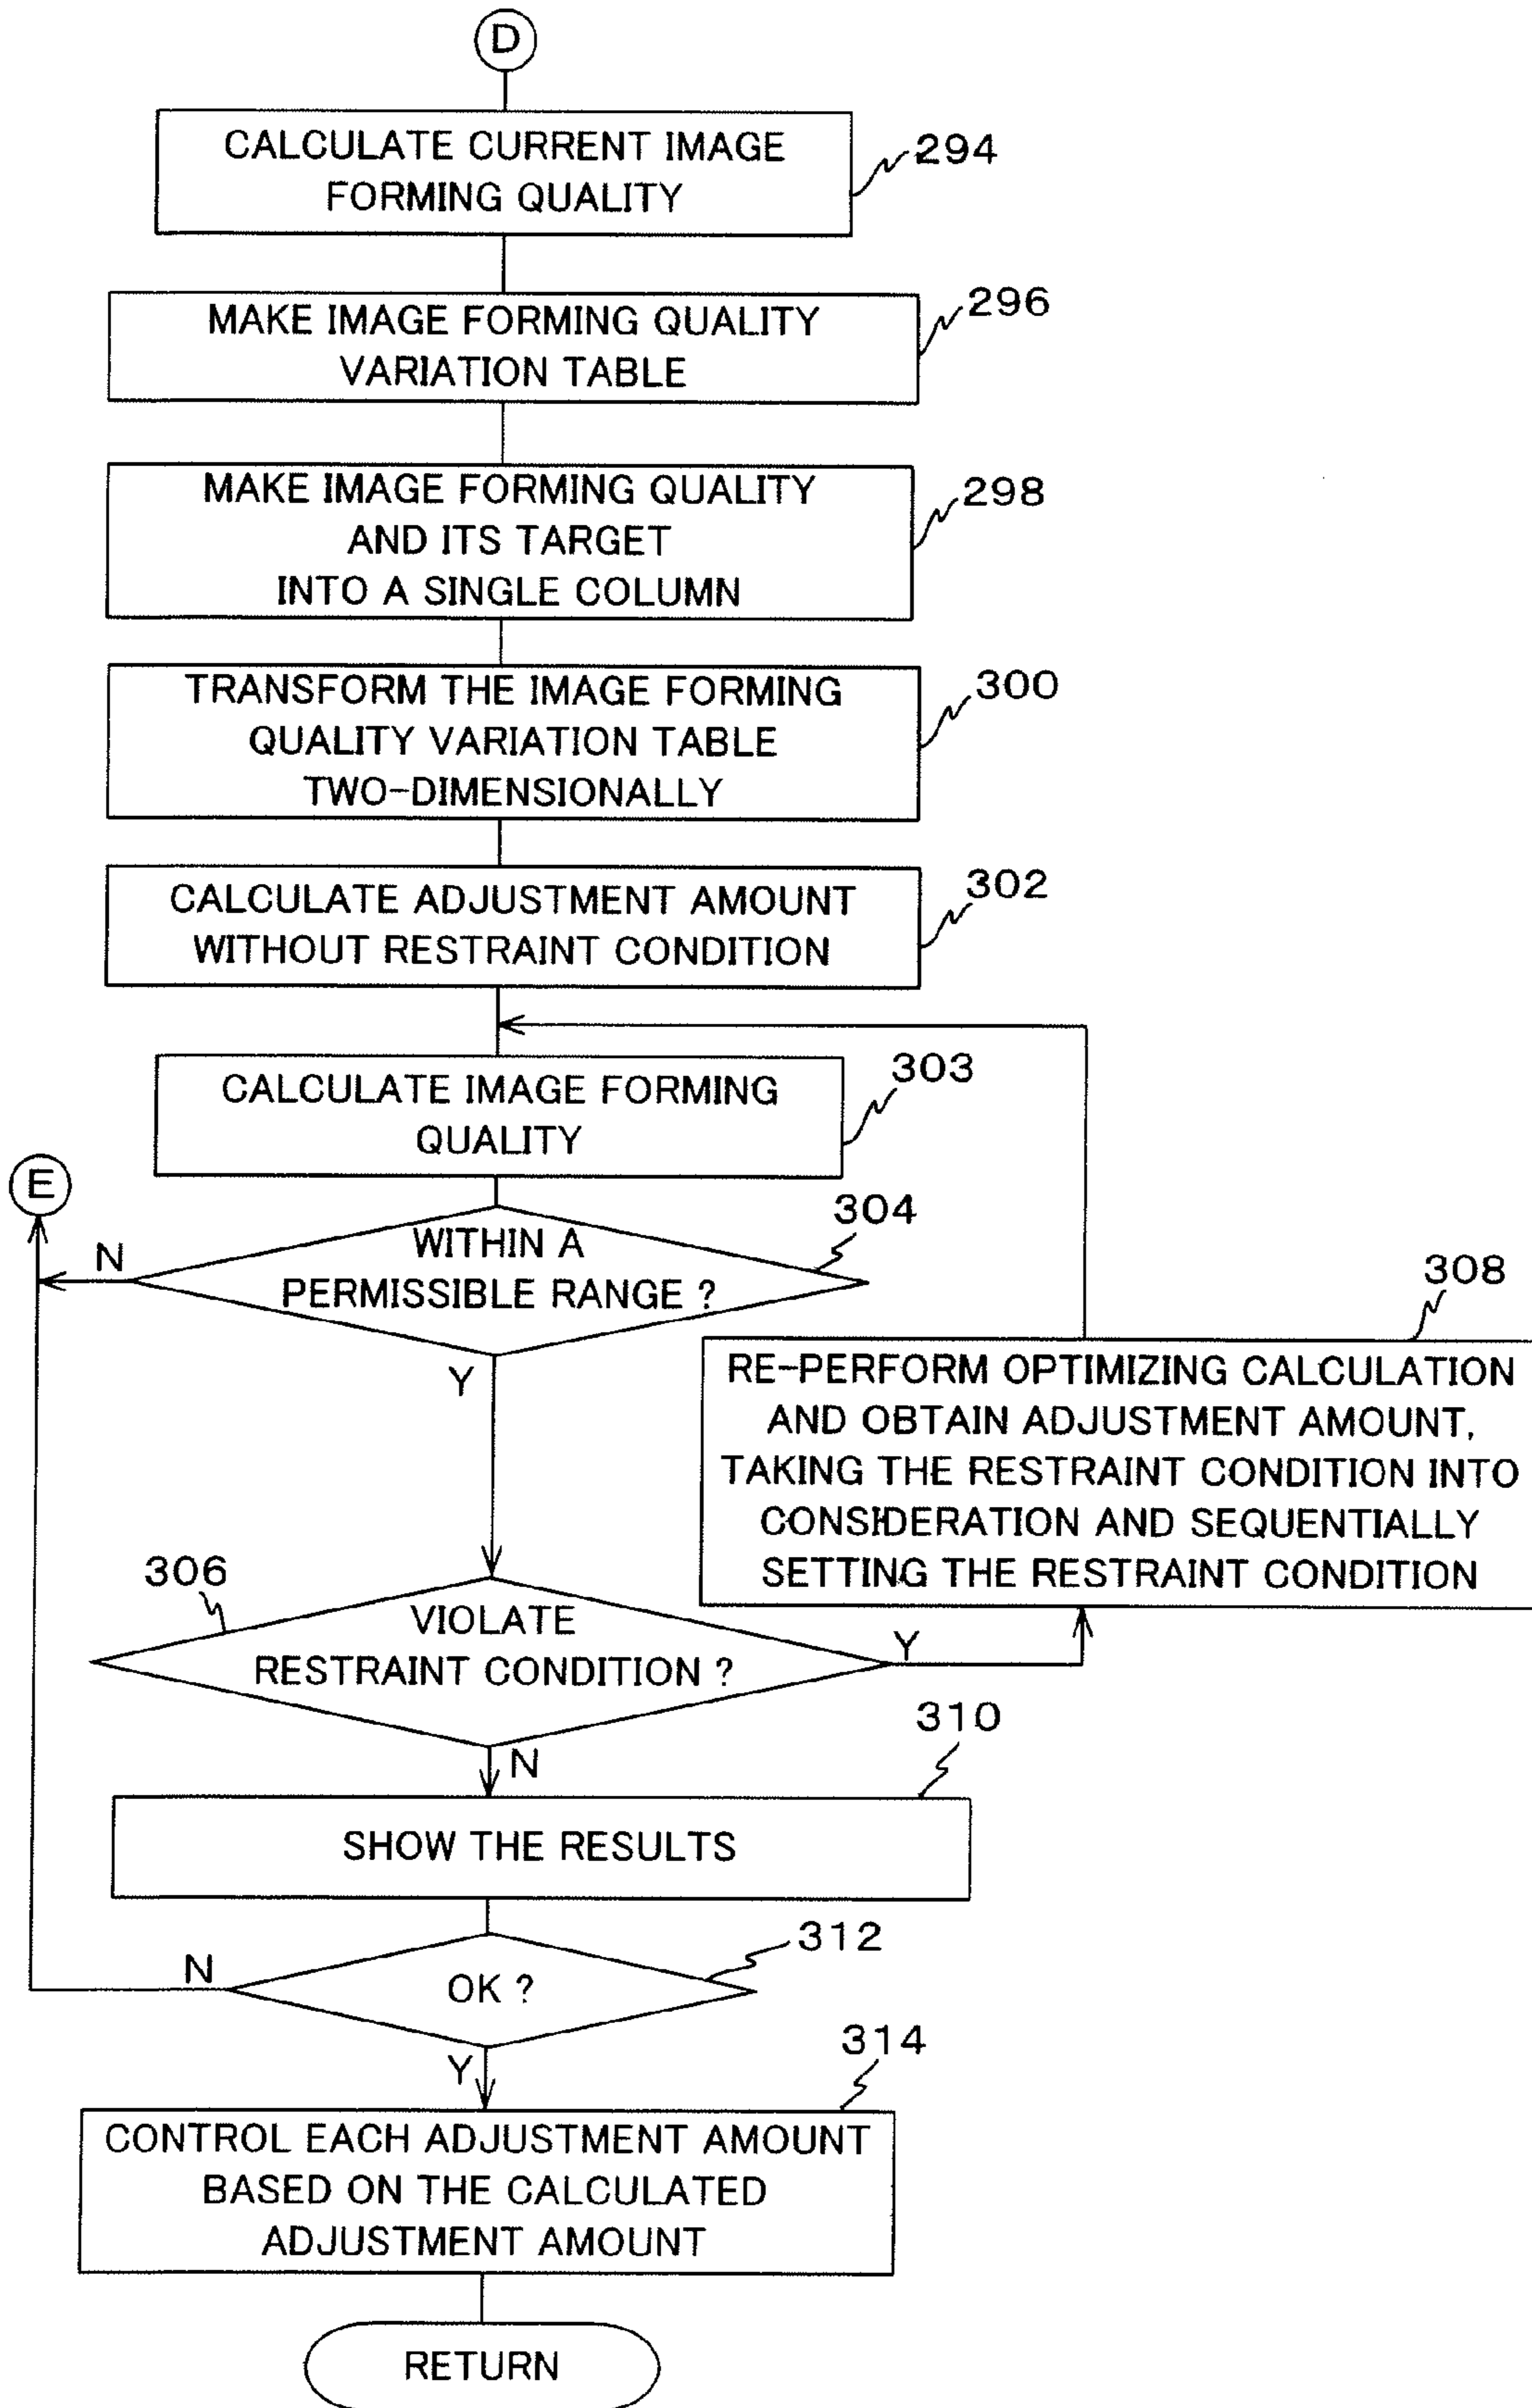 D
CALCULATE CURRENT IMAGE
FORMING QUALITY
294
MAKE IMAGE FORMING QUALITY
VARIATION TABLE
296
MAKE IMAGE FORMING QUALITY
AND ITS TARGET
INTO A SINGLE COLUMN
298
TRANSFORM THE IMAGE FORMING
QUALITY VARIATION TABLE
TWO-DIMENSIONALLY
300
CALCULATE ADJUSTMENT AMOUNT
WITHOUT RESTRAINT CONDITION
302
CALCULATE IMAGE FORMING
QUALITY
303
E
N
WITHIN A
PERMISSIBLE RANGE ?
304
Y
308
RE-PERFORM OPTIMIZING CALCULATION
AND OBTAIN ADJUSTMENT AMOUNT,
TAKING THE RESTRAINT CONDITION INTO
CONSIDERATION AND SEQUENTIALLY
SETTING THE RESTRAINT CONDITION
306
VIOLATE
RESTRAINT CONDITION ?
Y
N
310
SHOW THE RESULTS
312
N
OK ?
Y
314
CONTROL EACH ADJUSTMENT AMOUNT
BASED ON THE CALCULATED
ADJUSTMENT AMOUNT
RETURN